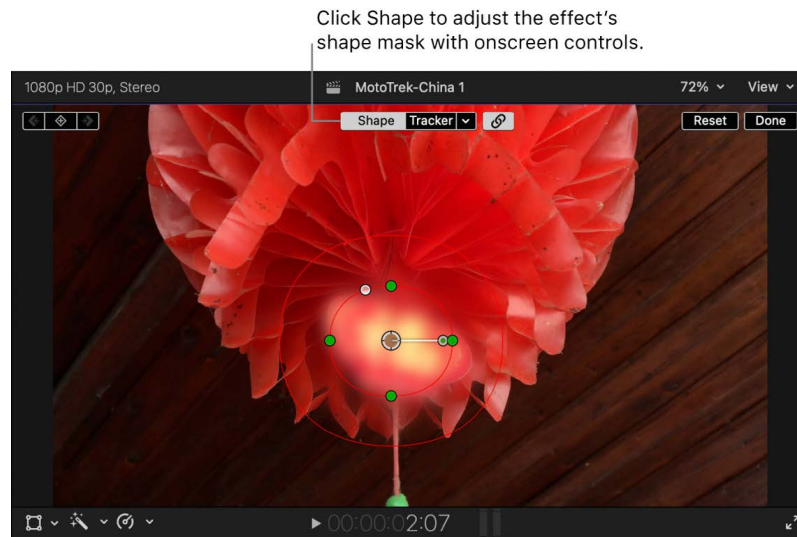 Click Shape to adjust the effect's
shape mask with onscreen controls.
1080p HD 30p, Stereo
MotoTrek-China 1
72%
View
Shape
Tracker
Reset
Done
00:00:02:07